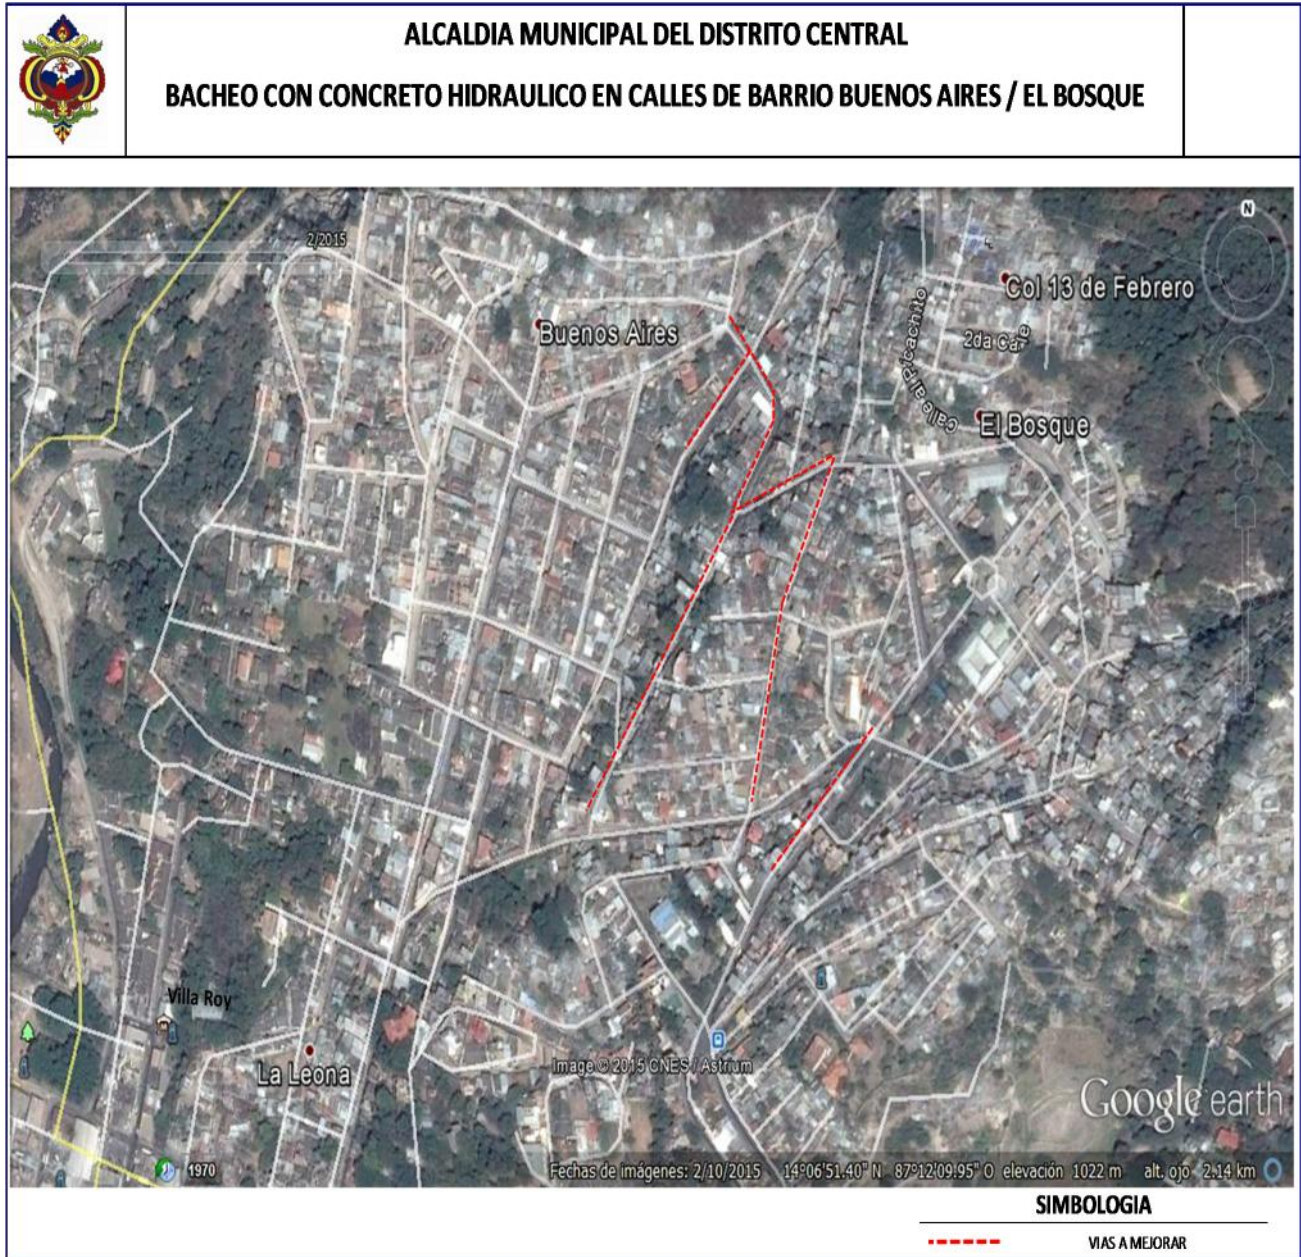 ALCALDIA MUNICIPAL DEL DISTRITO CENTRAL
BACHEO CON CONCRETO HIDRAULICO EN CALLES DE BARRIO BUENOS AIRES / EL BOSQUE
N
2/2015
Col 13 de Febrero
Buenos Aires
2da Calle
Calle al Picachito
El Bosque
Villa Roy
La Leona
Image © 2015 CNES / Astrium
Google earth
1970
Fechas de imágenes: 2/10/2015 14°06'51.40" N 87°12'09.95" O elevación 1022 m alt. ojo 2.14 km
SIMBOLOGIA
VIAS A MEJORAR